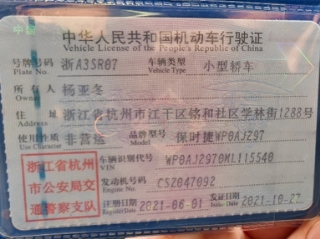 中华人民共和国机动车行驶证
Vehicle License of the People's Republic of China
号牌号码 浙A3SR07 车辆类型 小型轿车
Plate No. Vehicle Type
所有人 杨亚冬
Owner
住址 浙江省杭州市江干区铭和社区学林街1288号
Address
使用性质 非营运 品牌型号 保时捷WP0AJ297
Use Character Model
浙江省杭州市公安局交通警察支队
车辆识别代号 WP0AJ2970ML115540
VIN
发动机号码 CSZ047092
Engine No.
注册日期 2021-06-01 发证日期 2021-10-27
Register Date Issue Date